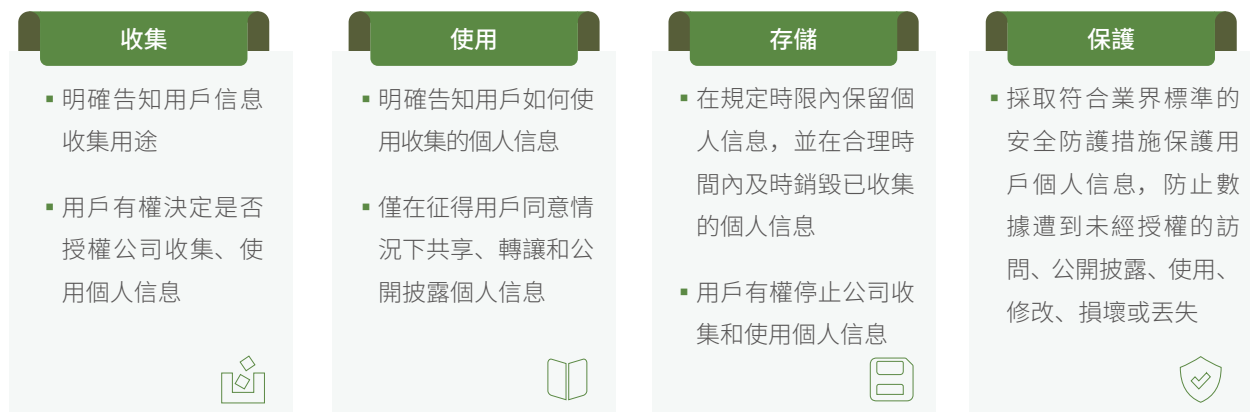 收集
▪ 明確告知用戶信息
收集用途
▪ 用戶有權決定是否
授權公司收集、使
用個人信息
使用
▪ 明確告知用戶如何使
用收集的個人信息
▪ 僅在征得用戶同意情
況下共享、轉讓和公
開披露個人信息
存儲
▪ 在規定時限內保留個
人信息，並在合理時
間內及時銷毀已收集
的個人信息
▪ 用戶有權停止公司收
集和使用個人信息
保護
▪ 採取符合業界標準的
安全防護措施保護用
戶個人信息，防止數
據遭到未經授權的訪
問、公開披露、使用、
修改、損壞或丟失